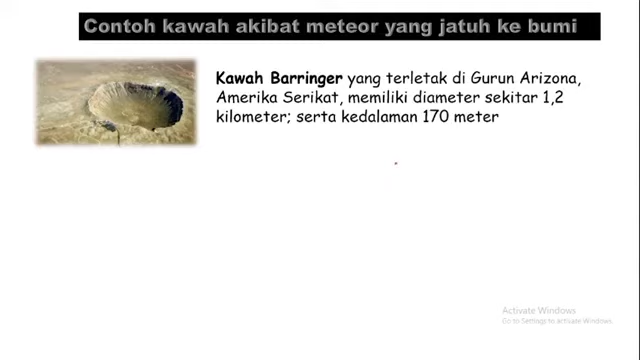 Contoh kawah akibat meteor yang jatuh ke bumi
Kawah Barringer yang terletak di Gurun Arizona,
Amerika Serikat, memiliki diameter sekitar 1,2
kilometer; serta kedalaman 170 meter
Activate Windows
Go to Settings to activate Windows.